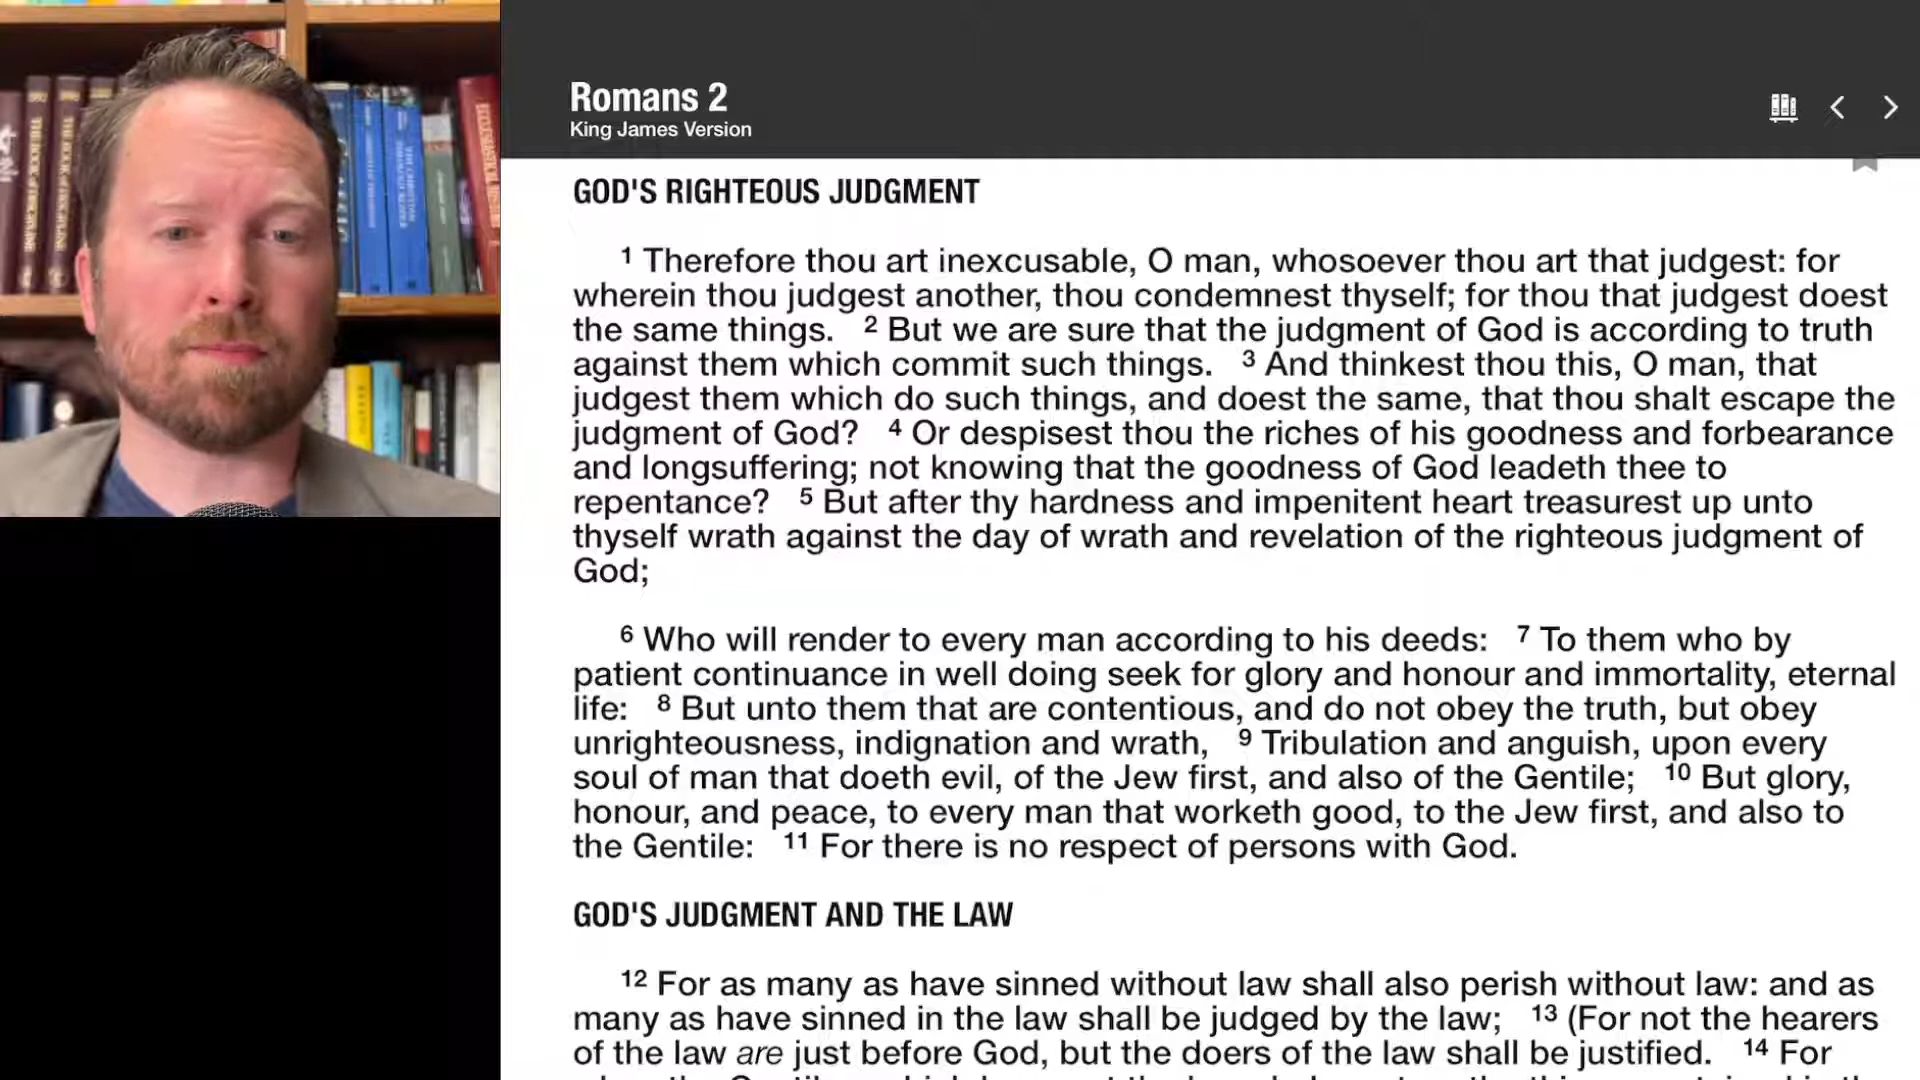 Romans 2
King James Version
GOD'S RIGHTEOUS JUDGMENT
1 Therefore thou art inexcusable, O man, whosoever thou art that judgest: for
wherein thou judgest another, thou condemnest thyself; for thou that judgest doest
the same things. 2 But we are sure that the judgment of God is according to truth
against them which commit such things. 3 And thinkest thou this, O man, that
judgest them which do such things, and doest the same, that thou shalt escape the
judgment of God? 4 Or despisest thou the riches of his goodness and forbearance
and longsuffering; not knowing that the goodness of God leadeth thee to
repentance? 5 But after thy hardness and impenitent heart treasurest up unto
thyself wrath against the day of wrath and revelation of the righteous judgment of
God;
6 Who will render to every man according to his deeds: 7 To them who by
patient continuance in well doing seek for glory and honour and immortality, eternal
life: 8 But unto them that are contentious, and do not obey the truth, but obey
unrighteousness, indignation and wrath, 9 Tribulation and anguish, upon every
soul of man that doeth evil, of the Jew first, and also of the Gentile; 10 But glory,
honour, and peace, to every man that worketh good, to the Jew first, and also to
the Gentile: 11 For there is no respect of persons with God.
GOD'S JUDGMENT AND THE LAW
12 For as many as have sinned without law shall also perish without law: and as
many as have sinned in the law shall be judged by the law; 13 (For not the hearers
of the law are just before God, but the doers of the law shall be justified. 14 For